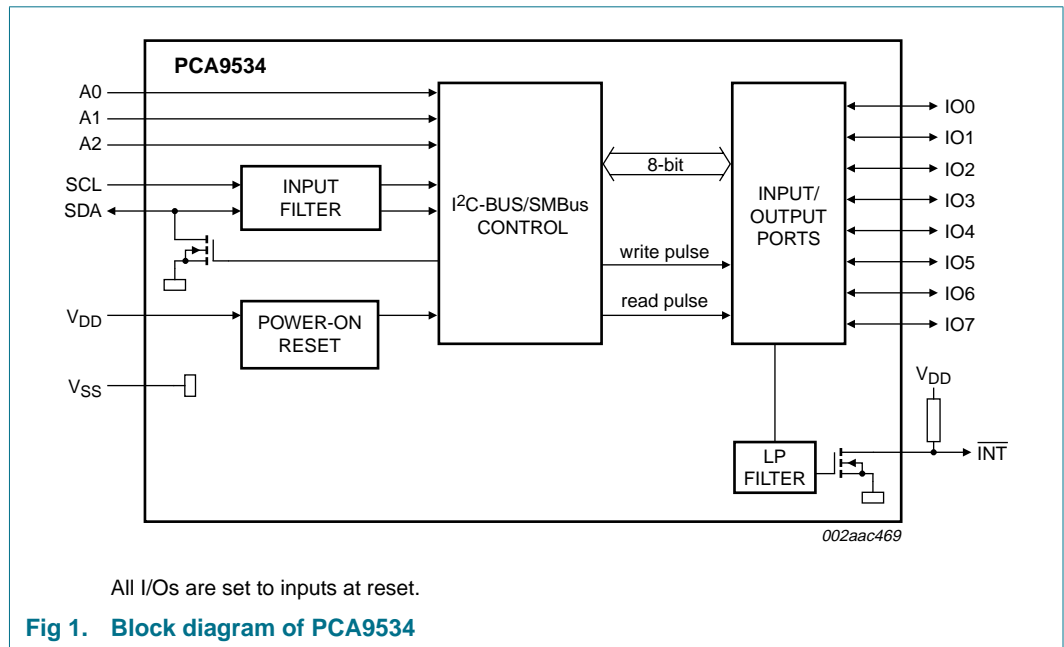 PCA9534
A0
A1
A2
SCL
SDA
VDD
VSS
INPUT
FILTER
POWER-ON
RESET
I2C-BUS/SMBus
CONTROL
8-bit
write pulse
read pulse
INPUT/
OUTPUT
PORTS
IO0
IO1
IO2
IO3
IO4
IO5
IO6
IO7
VDD
INT
LP
FILTER
002aac469
All I/Os are set to inputs at reset.
Fig 1. Block diagram of PCA9534